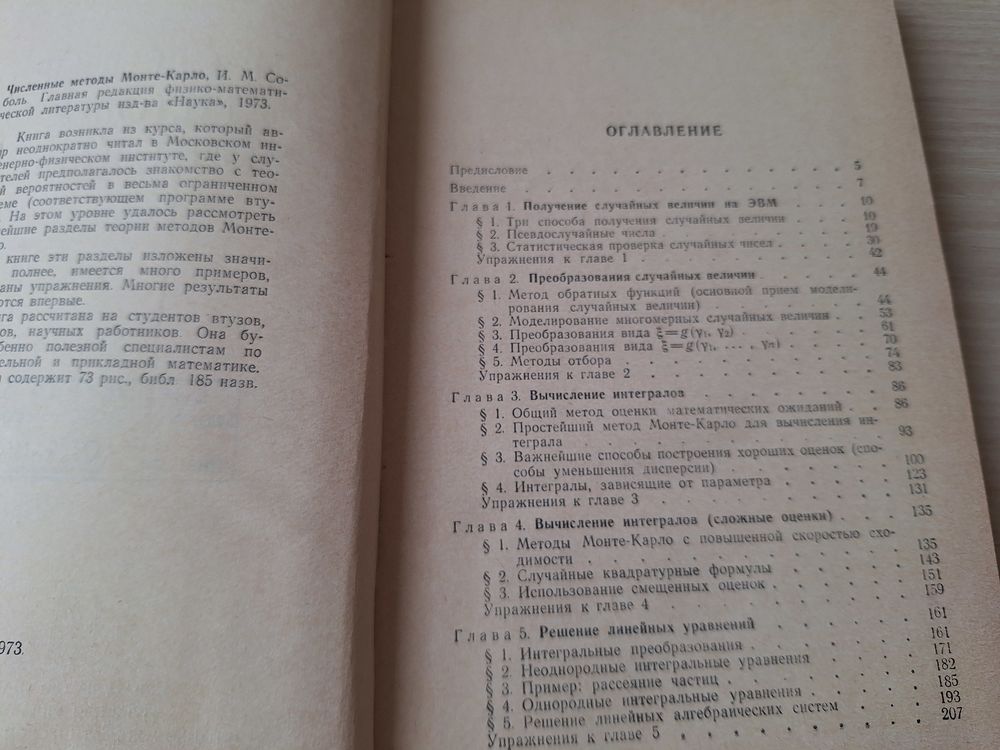 Численные методы Монте-Карло, И. М. Со-
боль. Главная редакция физико-математи-
ческой литературы изд-ва «Наука», 1973.
Книга возникла из курса, который ав-
р неоднократно читал в Московском ин-
енерно-физическом институте, где у слу-
телей предполагалось знакомство с тео-
й вероятностей в весьма ограниченном
еме (соответствующем программе вту-
. На этом уровне удалось рассмотреть
нейшие разделы теории методов Монте-
о.
книге эти разделы изложены значи-
полнее, имеется много примеров,
аны упражнения. Многие результаты
ются впервые.
га рассчитана на студентов втузов,
ов, научных работников. Она бу-
бенно полезной специалистам по
ельной и прикладной математике.
содержит 73 рис., библ. 185 назв.
973.
ОГЛАВЛЕНИЕ
Предисловие . . . . . 5
Введение . . . . . 7
Глава 1. Получение случайных величин на ЭВМ . . . . 10
§ 1. Три способа получения случайных величин . . . . 10
§ 2. Псевдослучайные числа . . . . . 19
§ 3. Статистическая проверка случайных чисел . . . . 30
Упражнения к главе 1 . . . . . 42
Глава 2. Преобразования случайных величин . . . . 44
§ 1. Метод обратных функций (основной прием модели-
рования случайных величин) . . . . . 44
§ 2. Моделирование многомерных случайных величин . . 53
§ 3. Преобразования вида ξ=g(γ₁, γ₂) . . . . 61
§ 4. Преобразования вида ξ=g(γ₁, ..., γₙ) . . . . 70
§ 5. Методы отбора . . . . . 74
Упражнения к главе 2 . . . . . 83
Глава 3. Вычисление интегралов . . . . . 86
§ 1. Общий метод оценки математических ожиданий . . 86
§ 2. Простейший метод Монте-Карло для вычисления ин-
теграла . . . . . 93
§ 3. Важнейшие способы построения хороших оценок (спо-
собы уменьшения дисперсии) . . . . . 100
§ 4. Интегралы, зависящие от параметра . . . . . 123
Упражнения к главе 3 . . . . . 131
Глава 4. Вычисление интегралов (сложные оценки) . . . 135
§ 1. Методы Монте-Карло с повышенной скоростью схо-
димости . . . . . 135
§ 2. Случайные квадратурные формулы . . . . . 143
§ 3. Использование смещенных оценок . . . . . 151
Упражнения к главе 4 . . . . . 159
Глава 5. Решение линейных уравнений . . . . . 161
§ 1. Интегральные преобразования . . . . . 161
§ 2. Неоднородные интегральные уравнения . . . . 171
§ 3. Пример: рассеяние частиц . . . . . 182
§ 4. Однородные интегральные уравнения . . . . . 185
§ 5. Решение линейных алгебраических систем . . . . 193
Упражнения к главе 5 . . . . . 207